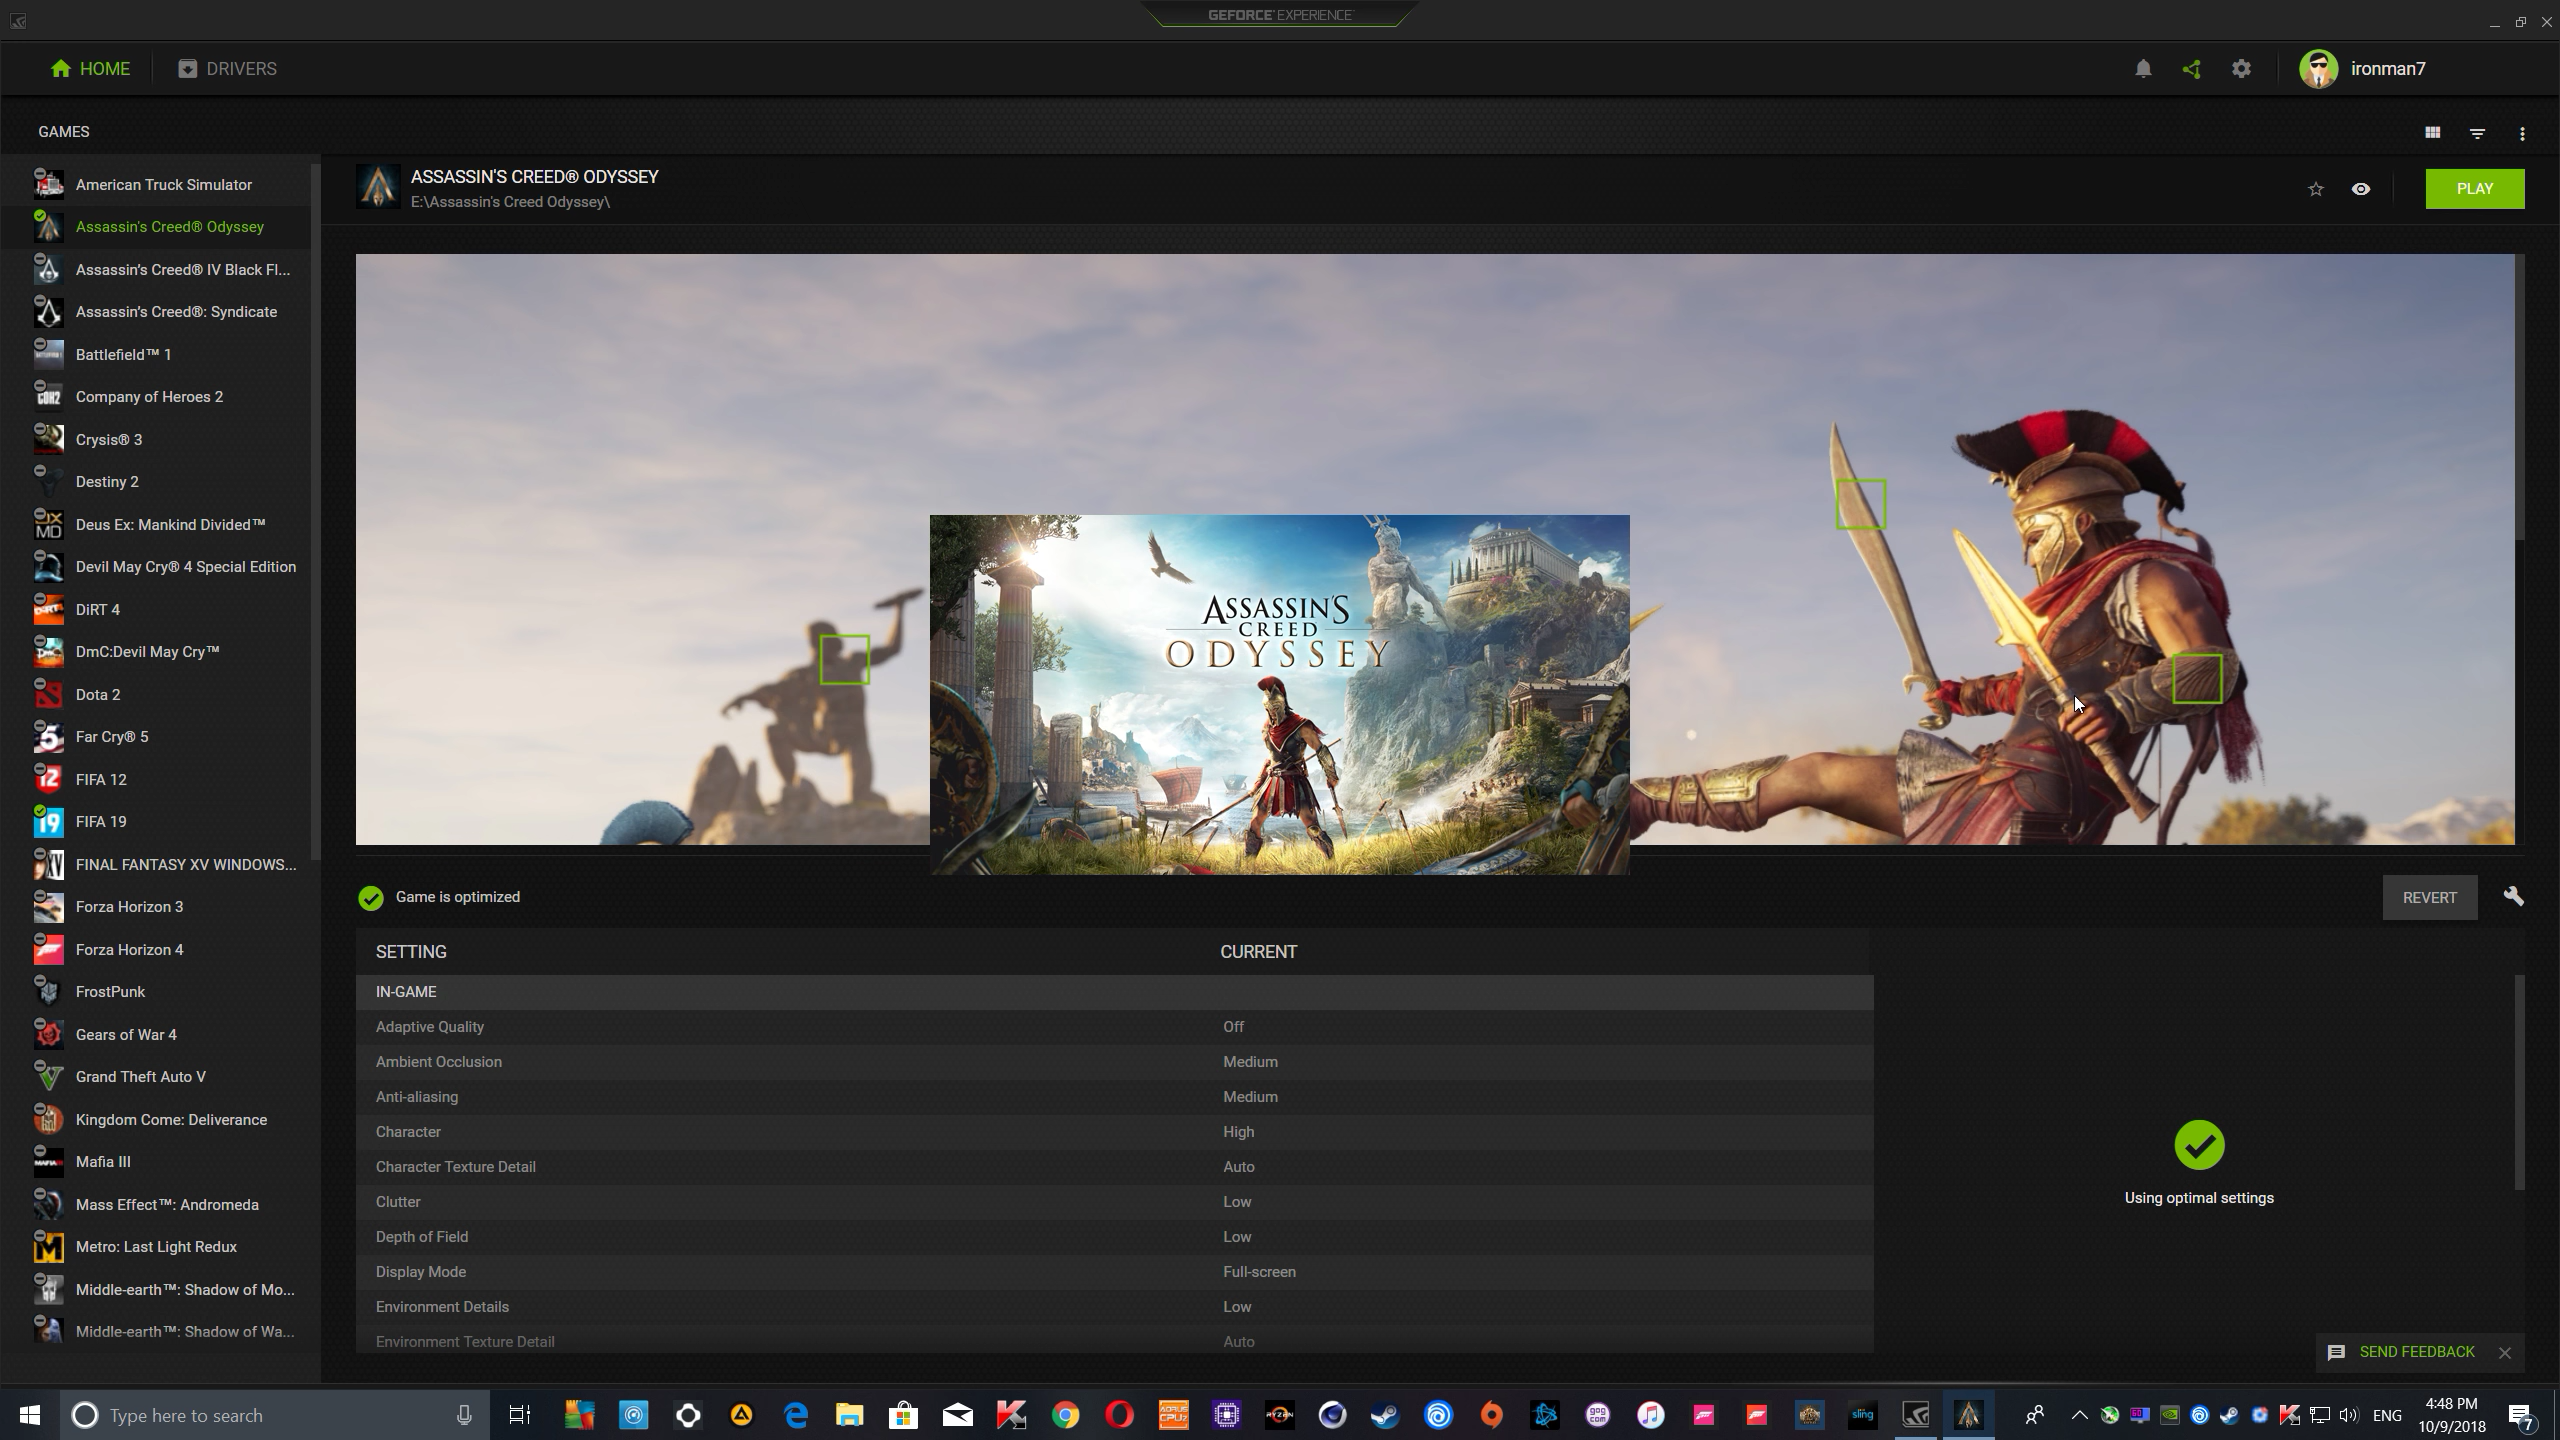 GEFORCE® EXPERIENCE™
HOME
DRIVERS
ironman7
GAMES
American Truck Simulator
Assassin's Creed® Odyssey
Assassin's Creed® IV Black Fl...
Assassin's Creed®: Syndicate
Battlefield™ 1
Company of Heroes 2
Crysis® 3
Destiny 2
Deus Ex: Mankind Divided™
Devil May Cry® 4 Special Edition
DiRT 4
DmC:Devil May Cry™
Dota 2
Far Cry® 5
FIFA 12
FIFA 19
FINAL FANTASY XV WINDOWS...
Forza Horizon 3
Forza Horizon 4
FrostPunk
Gears of War 4
Grand Theft Auto V
Kingdom Come: Deliverance
Mafia III
Mass Effect™: Andromeda
Metro: Last Light Redux
Middle-earth™: Shadow of Mo...
Middle-earth™: Shadow of Wa...
ASSASSIN'S CREED® ODYSSEY
E:\Assassin's Creed Odyssey\
PLAY
ASSASSIN'S
CREED
ODYSSEY
Game is optimized
REVERT
SETTING CURRENT
IN-GAME
Adaptive Quality Off
Ambient Occlusion Medium
Anti-aliasing Medium
Character High
Character Texture Detail Auto
Clutter Low
Depth of Field Low
Display Mode Full-screen
Environment Details Low
Environment Texture Detail Auto
Using optimal settings
SEND FEEDBACK
Type here to search
AORUS
CPUZ
RYZEN
GOG
COM
sling
ENG
4:48 PM
10/9/2018
7